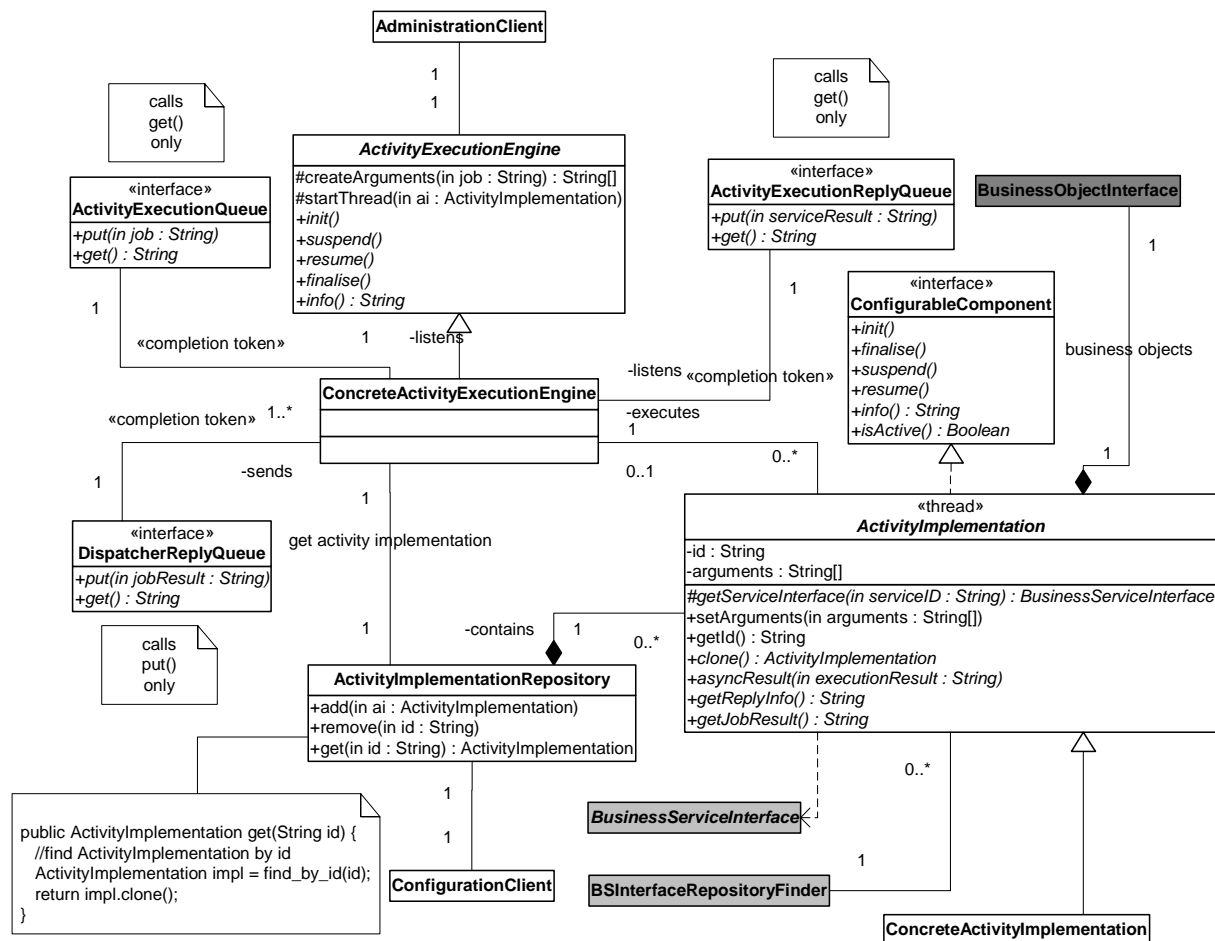 AdministrationClient
1
1
calls
get()
only
calls
get()
only
ActivityExecutionEngine
#createArguments(in job : String) : String[]
#startThread(in ai : ActivityImplementation)
+init()
+suspend()
+resume()
+finalise()
+info() : String
«interface»
ActivityExecutionQueue
+put(in job : String)
+get() : String
«interface»
ActivityExecutionReplyQueue
+put(in serviceResult : String)
+get() : String
BusinessObjectInterface
1
«interface»
ConfigurableComponent
+init()
+finalise()
+suspend()
+resume()
+info() : String
+isActive() : Boolean
business objects
1
1
1
-listens
«completion token»
-listens
«completion token»
ConcreteActivityExecutionEngine
«completion token»
1..*
-executes
1
-sends
1
0..1
0..*
1
1
«interface»
DispatcherReplyQueue
+put(in jobResult : String)
+get() : String
get activity implementation
calls
put()
only
1
-contains
1
0..*
«thread»
ActivityImplementation
-id : String
-arguments : String[]
#getServiceInterface(in serviceID : String) : BusinessServiceInterface
+setArguments(in arguments : String[])
+getId() : String
+clone() : ActivityImplementation
+asyncResult(in executionResult : String)
+getReplyInfo() : String
+getJobResult() : String
ActivityImplementationRepository
+add(in ai : ActivityImplementation)
+remove(in id : String)
+get(in id : String) : ActivityImplementation
public ActivityImplementation get(String id) {
//find ActivityImplementation by id
ActivityImplementation impl = find_by_id(id);
return impl.clone();
}
1
1
ConfigurationClient
0..*
BusinessServiceInterface
1
BSInterfaceRepositoryFinder
ConcreteActivityImplementation